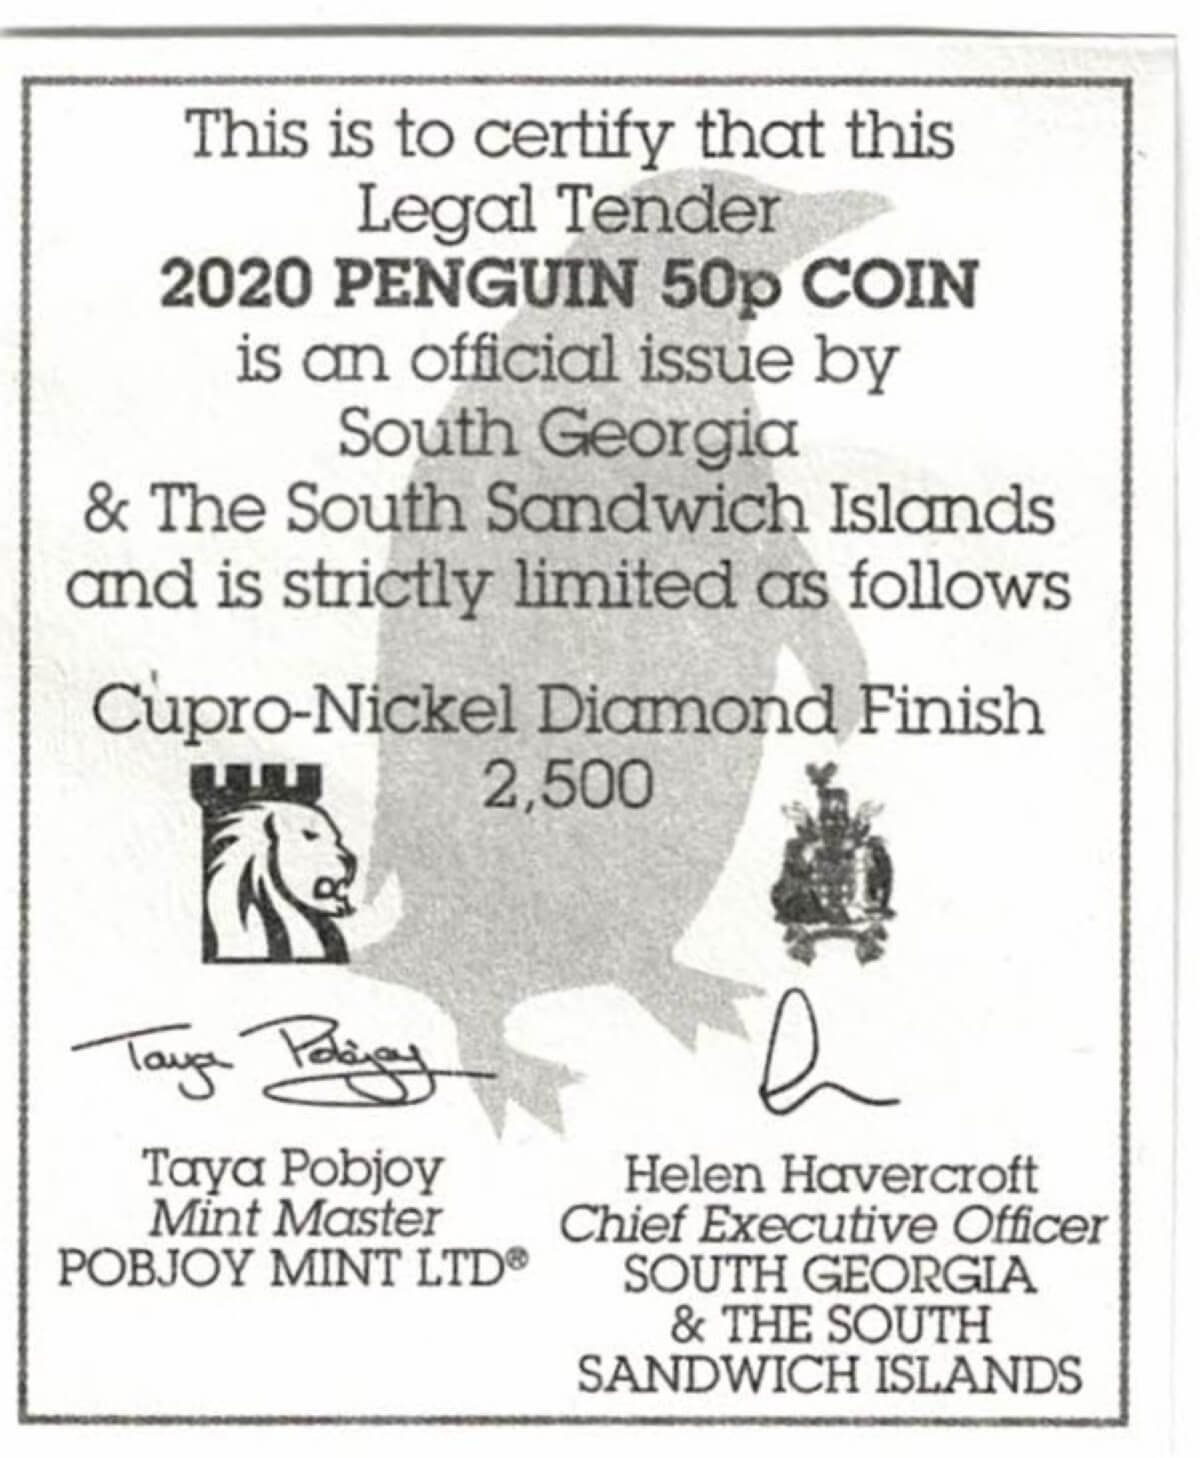 This is to certify that this
Legal Tender
2020 PENGUIN 50p COIN
is an official issue by
South Georgia
& The South Sandwich Islands
and is strictly limited as follows
Cupro-Nickel Diamond Finish
2,500
Taya Pobjoy
Taya Pobjoy
Mint Master
POBJOY MINT LTD®
Helen Havercroft
Chief Executive Officer
SOUTH GEORGIA
& THE SOUTH
SANDWICH ISLANDS